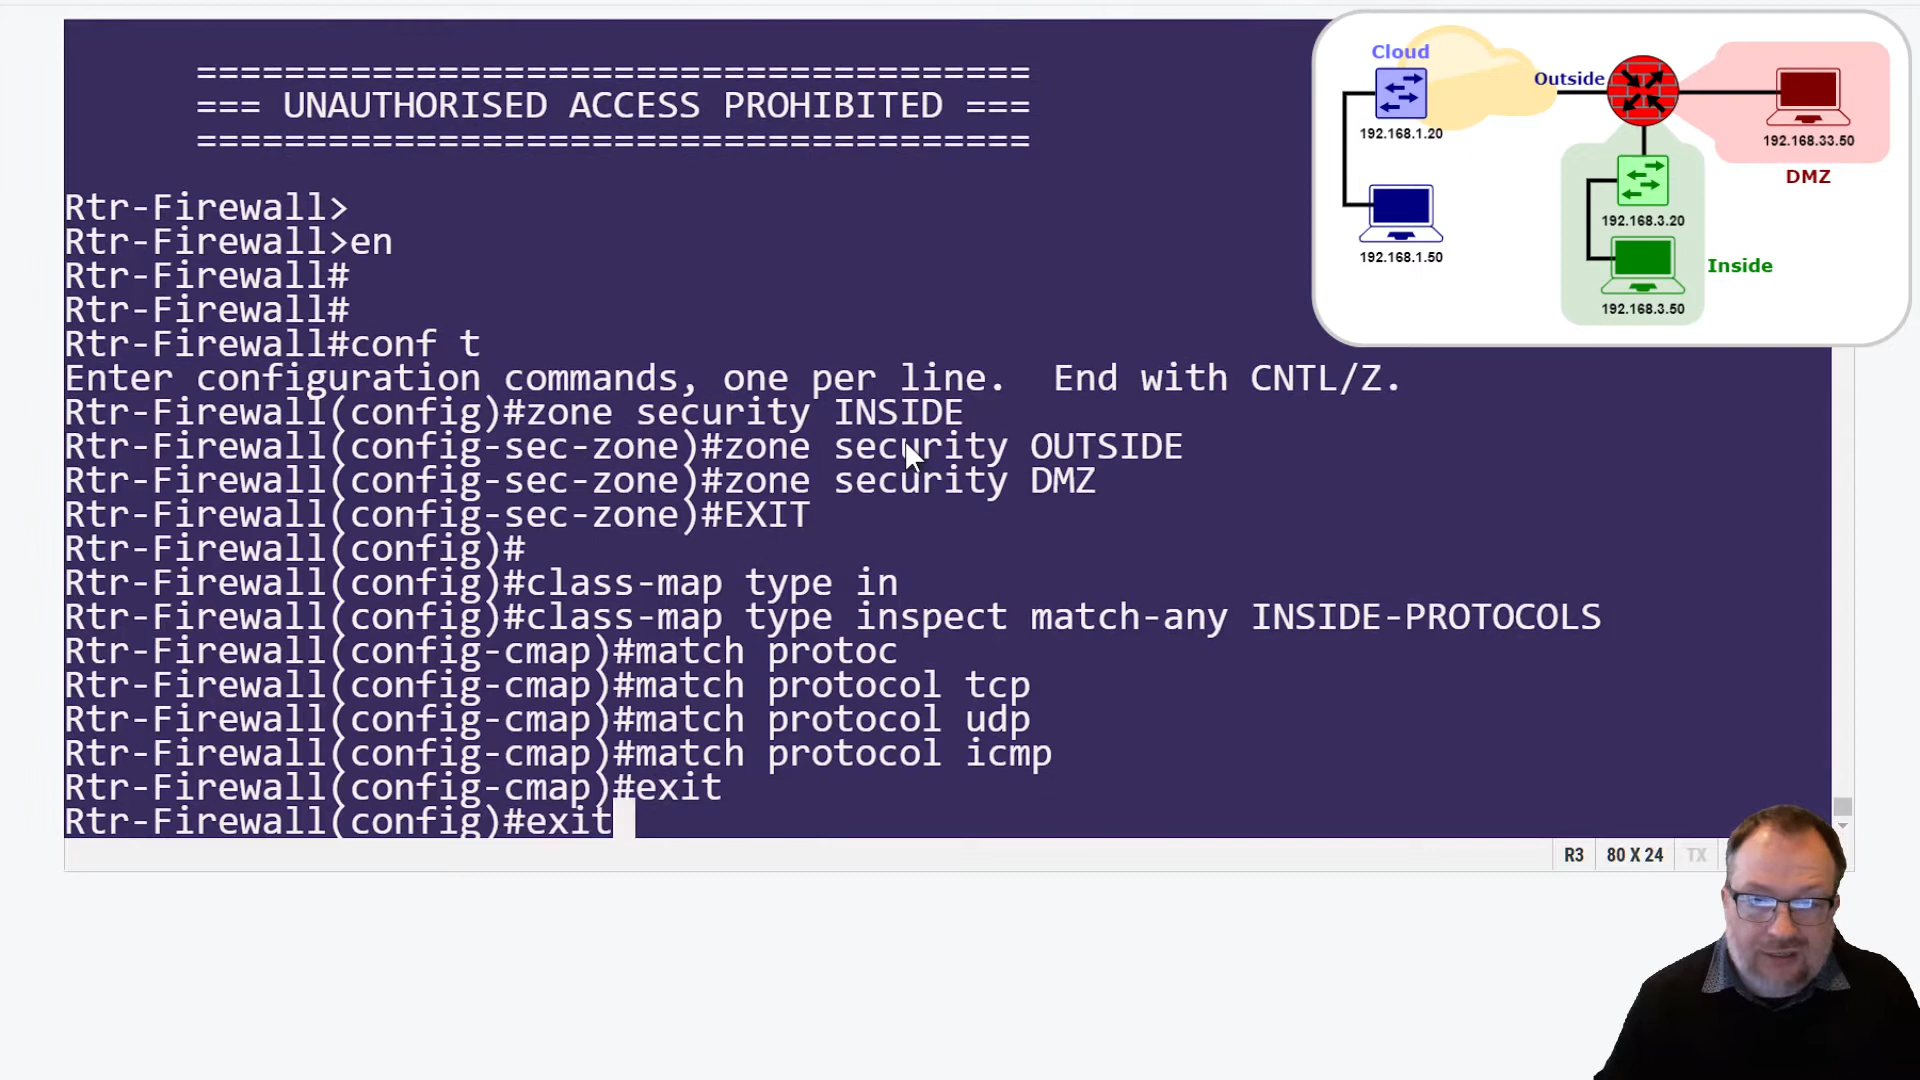 =======================================
=== UNAUTHORISED ACCESS PROHIBITED ===
=======================================
Rtr-Firewall>
Rtr-Firewall>en
Rtr-Firewall#
Rtr-Firewall#
Rtr-Firewall#conf t
Enter configuration commands, one per line.  End with CNTL/Z.
Rtr-Firewall(config)#zone security INSIDE
Rtr-Firewall(config-sec-zone)#zone security OUTSIDE
Rtr-Firewall(config-sec-zone)#zone security DMZ
Rtr-Firewall(config-sec-zone)#EXIT
Rtr-Firewall(config)#
Rtr-Firewall(config)#class-map type in
Rtr-Firewall(config)#class-map type inspect match-any INSIDE-PROTOCOLS
Rtr-Firewall(config-cmap)#match protoc
Rtr-Firewall(config-cmap)#match protocol tcp
Rtr-Firewall(config-cmap)#match protocol udp
Rtr-Firewall(config-cmap)#match protocol icmp
Rtr-Firewall(config-cmap)#exit
Rtr-Firewall(config)#exit
R3 80 X 24 TX
Cloud
192.168.1.20
192.168.1.50
Outside
192.168.33.50
DMZ
192.168.3.20
Inside
192.168.3.50